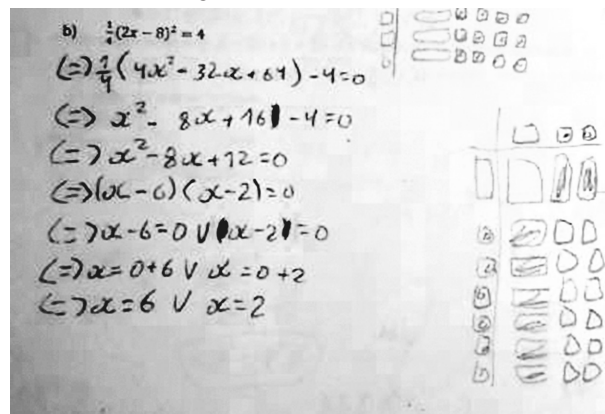 b) 1/4(2x – 8)² = 4
(=) 1/4 (4x² - 32x + 64) - 4 = 0
(=) x² - 8x + 16 - 4 = 0
(=) x² - 8x + 12 = 0
(=) (x - 6) (x - 2) = 0
(=) x - 6 = 0 V x - 2 = 0
(=) x = 0 + 6 V x = 0 + 2
(=) x = 6 V x = 2